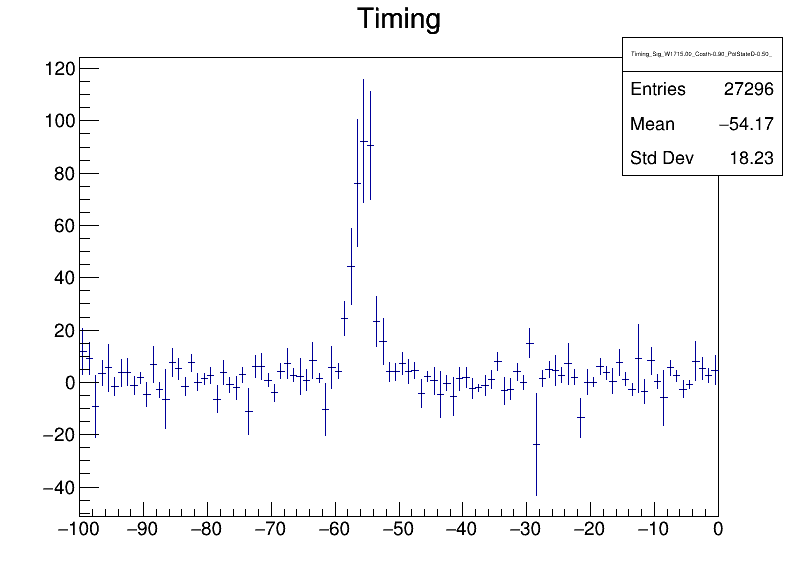 Timing
Timing_Sig_W1715.00_Costh-0.90_PolStateD-0.50_
Entries 27296
Mean −54.17
Std Dev 18.23
120
100
80
60
40
20
0
−20
−40
−100 −90 −80 −70 −60 −50 −40 −30 −20 −10 0